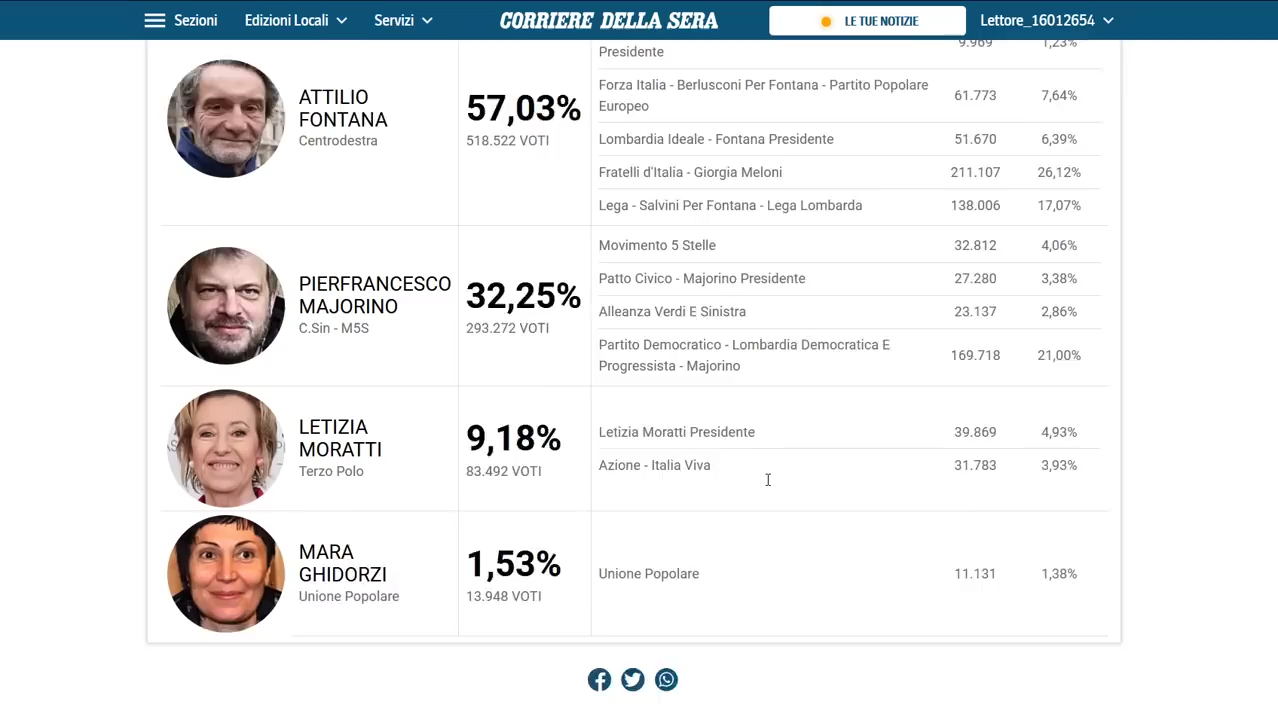 Sezioni
Edizioni Locali
Servizi
CORRIERE DELLA SERA
LE TUE NOTIZIE
Lettore_16012654
Presidente
9.969
1,23%
ATTILIO
FONTANA
Centrodestra
57,03%
518.522 VOTI
Forza Italia - Berlusconi Per Fontana - Partito Popolare
Europeo
61.773
7,64%
Lombardia Ideale - Fontana Presidente
51.670
6,39%
Fratelli d'Italia - Giorgia Meloni
211.107
26,12%
Lega - Salvini Per Fontana - Lega Lombarda
138.006
17,07%
PIERFRANCESCO
MAJORINO
C.Sin - M5S
32,25%
293.272 VOTI
Movimento 5 Stelle
32.812
4,06%
Patto Civico - Majorino Presidente
27.280
3,38%
Alleanza Verdi E Sinistra
23.137
2,86%
Partito Democratico - Lombardia Democratica E
Progressista - Majorino
169.718
21,00%
LETIZIA
MORATTI
Terzo Polo
9,18%
83.492 VOTI
Letizia Moratti Presidente
39.869
4,93%
Azione - Italia Viva
31.783
3,93%
MARA
GHIDORZI
Unione Popolare
1,53%
13.948 VOTI
Unione Popolare
11.131
1,38%